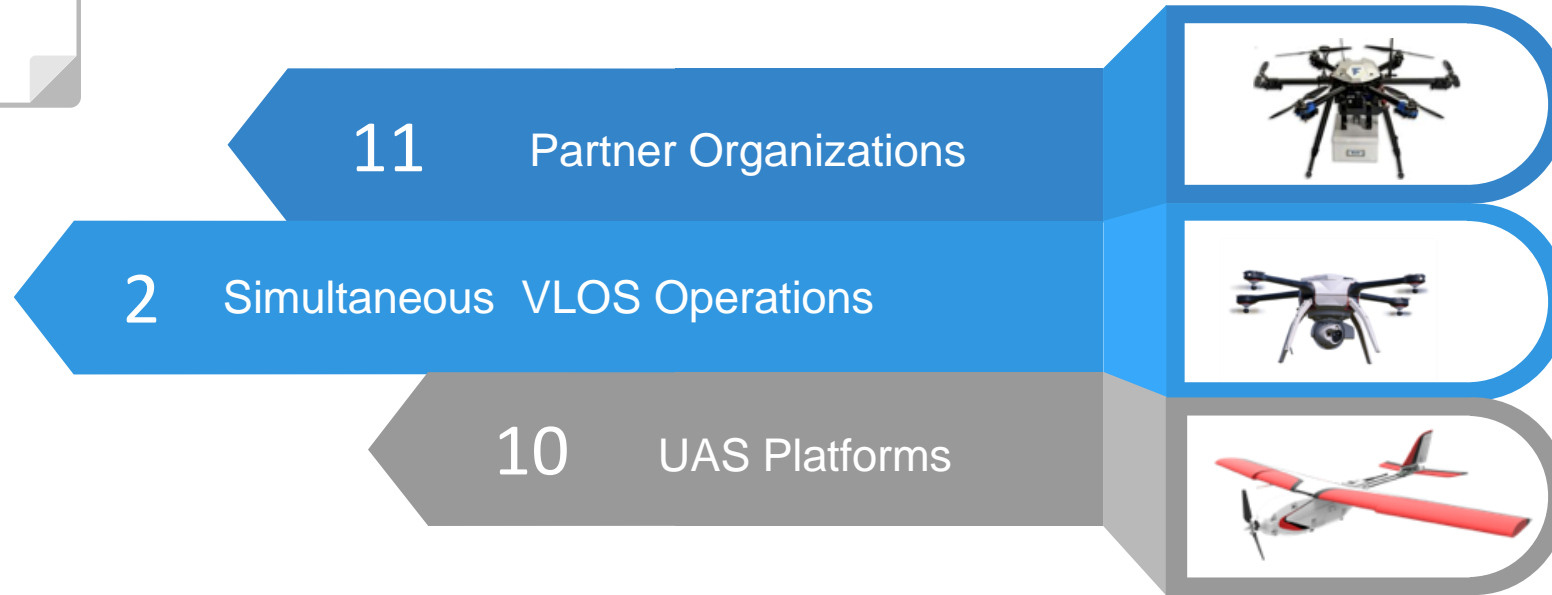 11 Partner Organizations
2 Simultaneous VLOS Operations
10 UAS Platforms